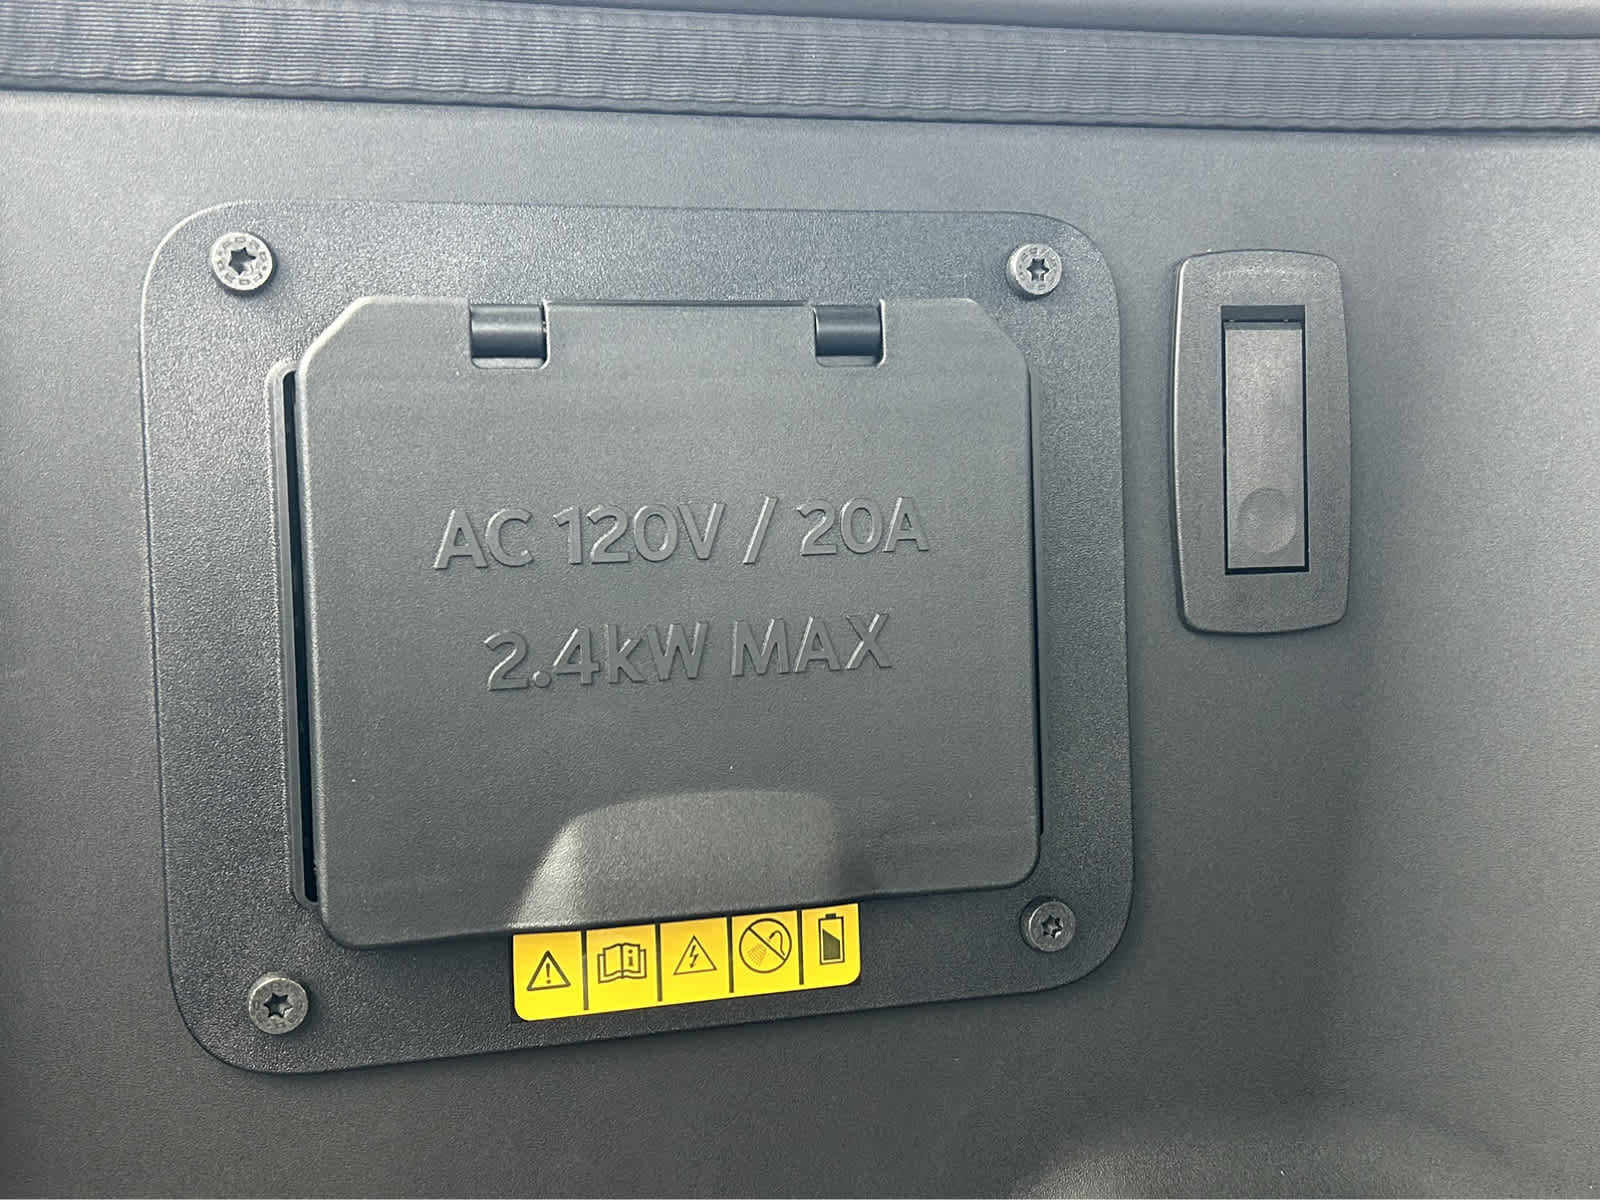 AC 120V / 20A
2.4kW MAX